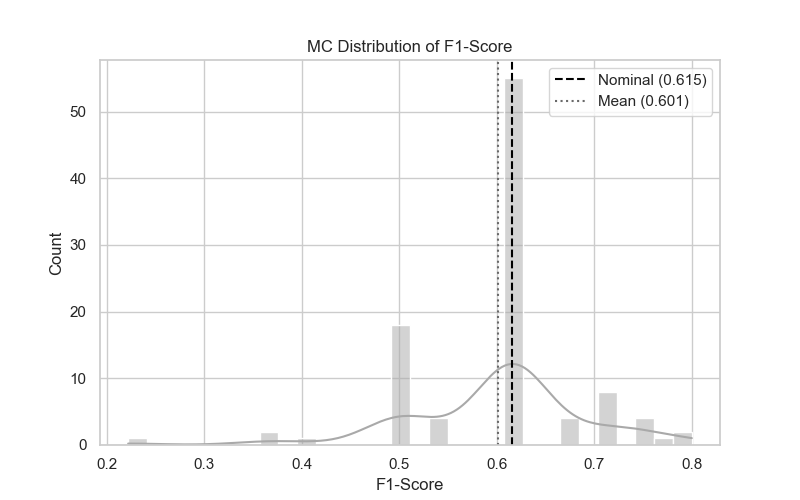 MC Distribution of F1-Score
Nominal (0.615)
Mean (0.601)
Count
50
40
30
20
10
0
0.2 0.3 0.4 0.5 0.6 0.7 0.8
F1-Score